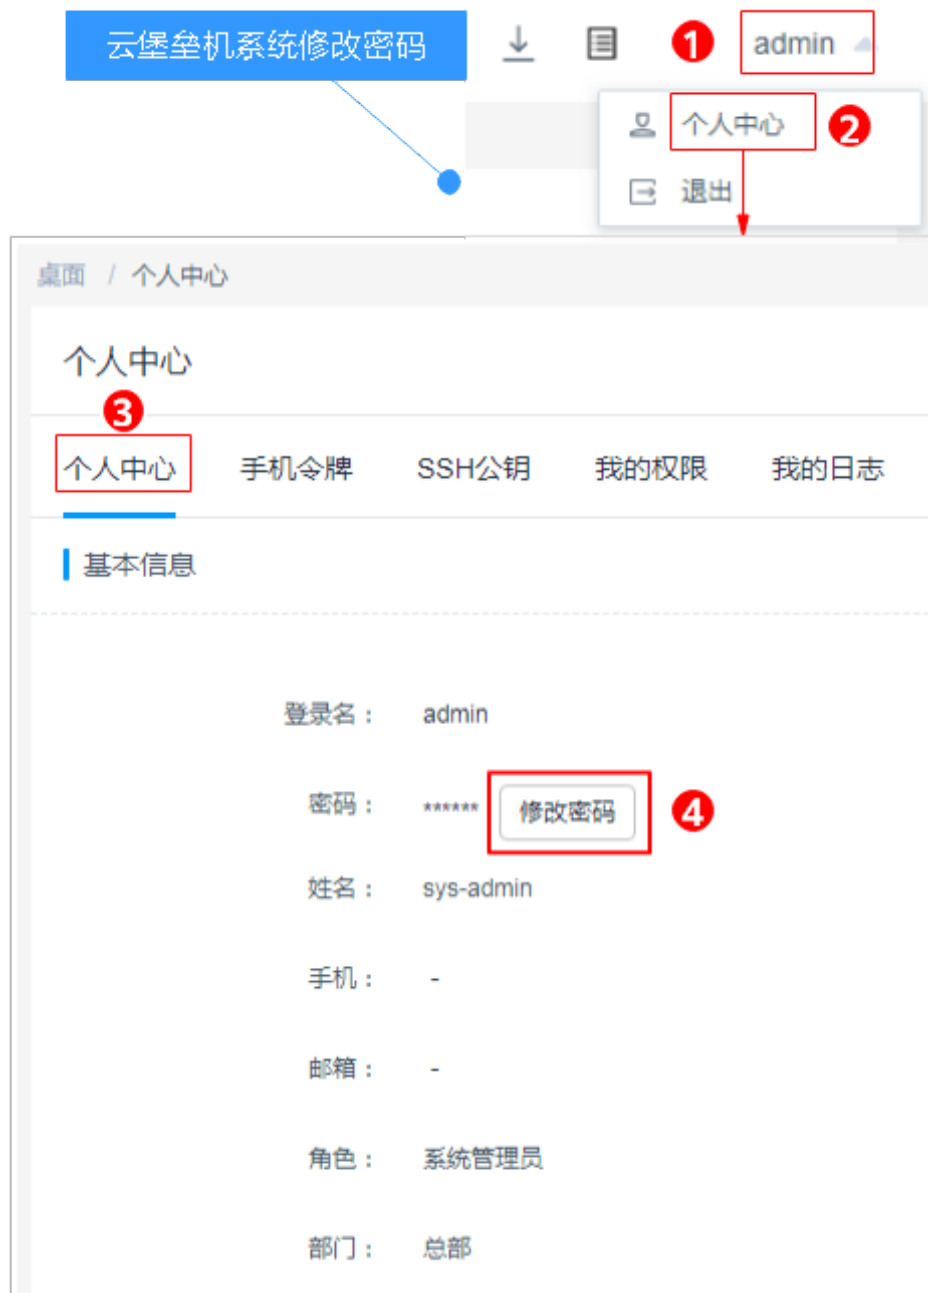 云堡垒机系统修改密码
1 admin
个人中心 2
退出
桌面 / 个人中心
个人中心
3
个人中心 手机令牌 SSH公钥 我的权限 我的日志
基本信息
登录名： admin
密码： ****** 修改密码 4
姓名： sys-admin
手机： -
邮箱： -
角色： 系统管理员
部门： 总部